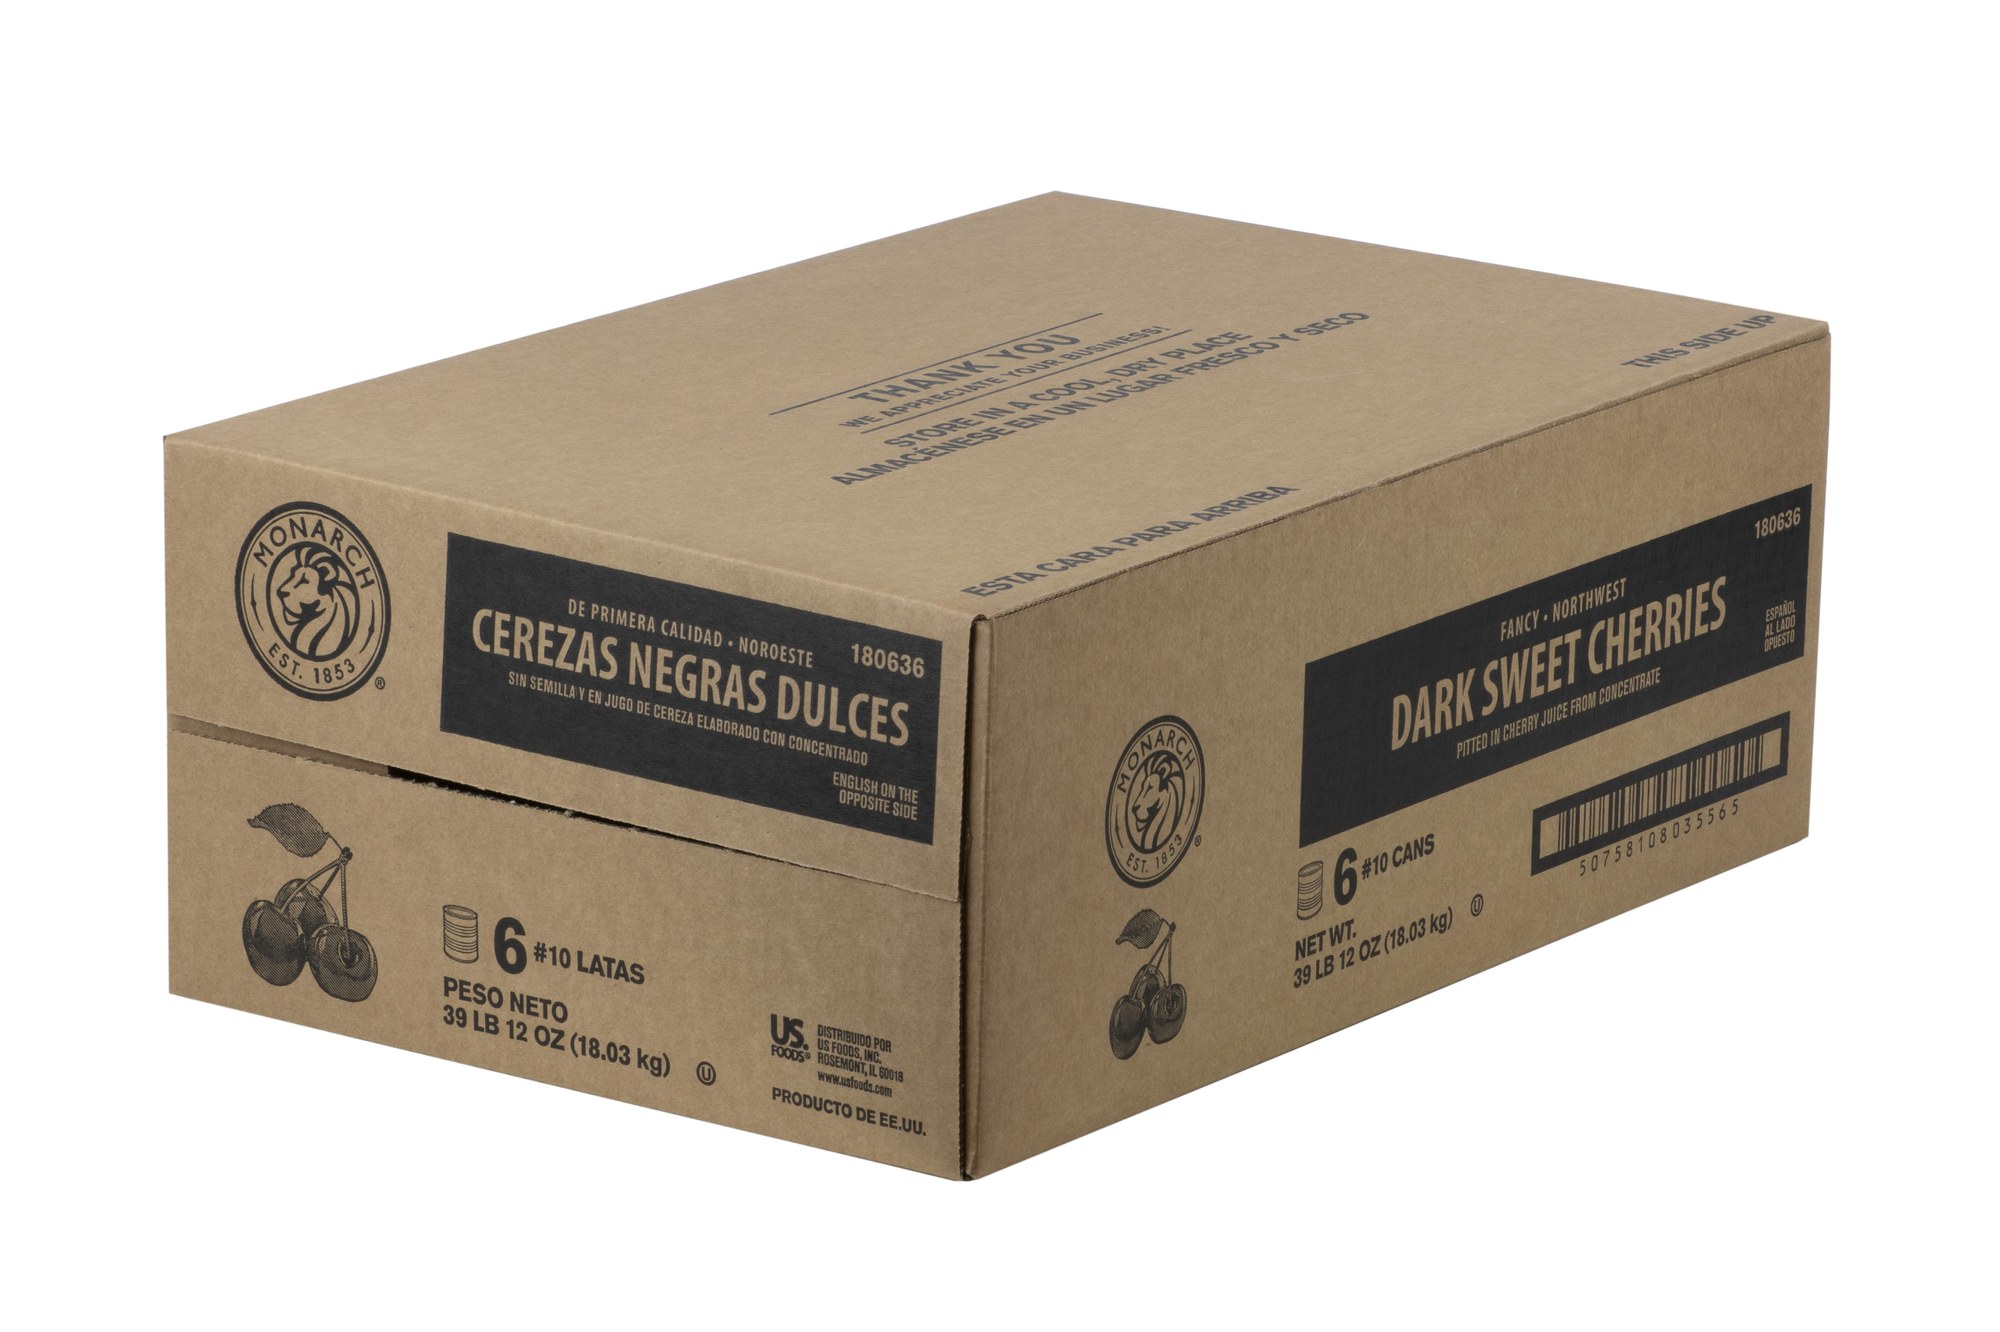 THANK YOU
WE APPRECIATE YOUR BUSINESS!
STORE IN A COOL, DRY PLACE
ALMACÉNESE EN UN LUGAR FRESCO Y SECO
THIS SIDE UP
ESTA CARA PARA ARRIBA
MONARCH
EST. 1853
®
DE PRIMERA CALIDAD • NOROESTE
180636
CEREZAS NEGRAS DULCES
SIN SEMILLA Y EN JUGO DE CEREZA ELABORADO CON CONCENTRADO
ENGLISH ON THE
OPPOSITE SIDE
6 #10 LATAS
PESO NETO
39 LB 12 OZ (18.03 kg)
U
US.
FOODS®
DISTRIBUIDO POR
US FOODS, INC.
ROSEMONT, IL 60018
www.usfoods.com
PRODUCTO DE EE.UU.
MONARCH
EST. 1853
®
180636
FANCY • NORTHWEST
DARK SWEET CHERRIES
PITTED IN CHERRY JUICE FROM CONCENTRATE
ESPAÑOL
AL LADO
OPUESTO
50758108035565
6 #10 CANS
NET WT.
39 LB 12 OZ (18.03 kg)
U